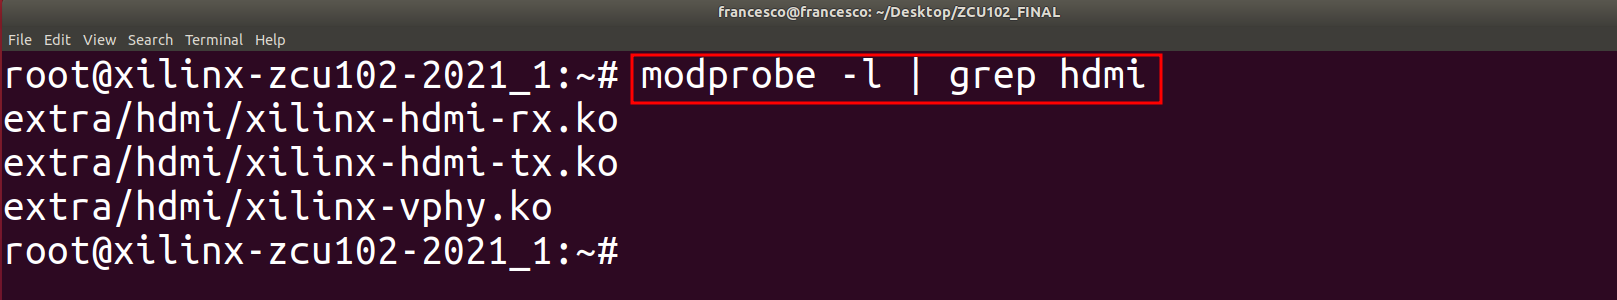 francesco@francesco: ~/Desktop/ZCU102_FINAL
File Edit View Search Terminal Help
root@xilinx-zcu102-2021_1:~# modprobe -l | grep hdmi
extra/hdmi/xilinx-hdmi-rx.ko
extra/hdmi/xilinx-hdmi-tx.ko
extra/hdmi/xilinx-vphy.ko
root@xilinx-zcu102-2021_1:~#